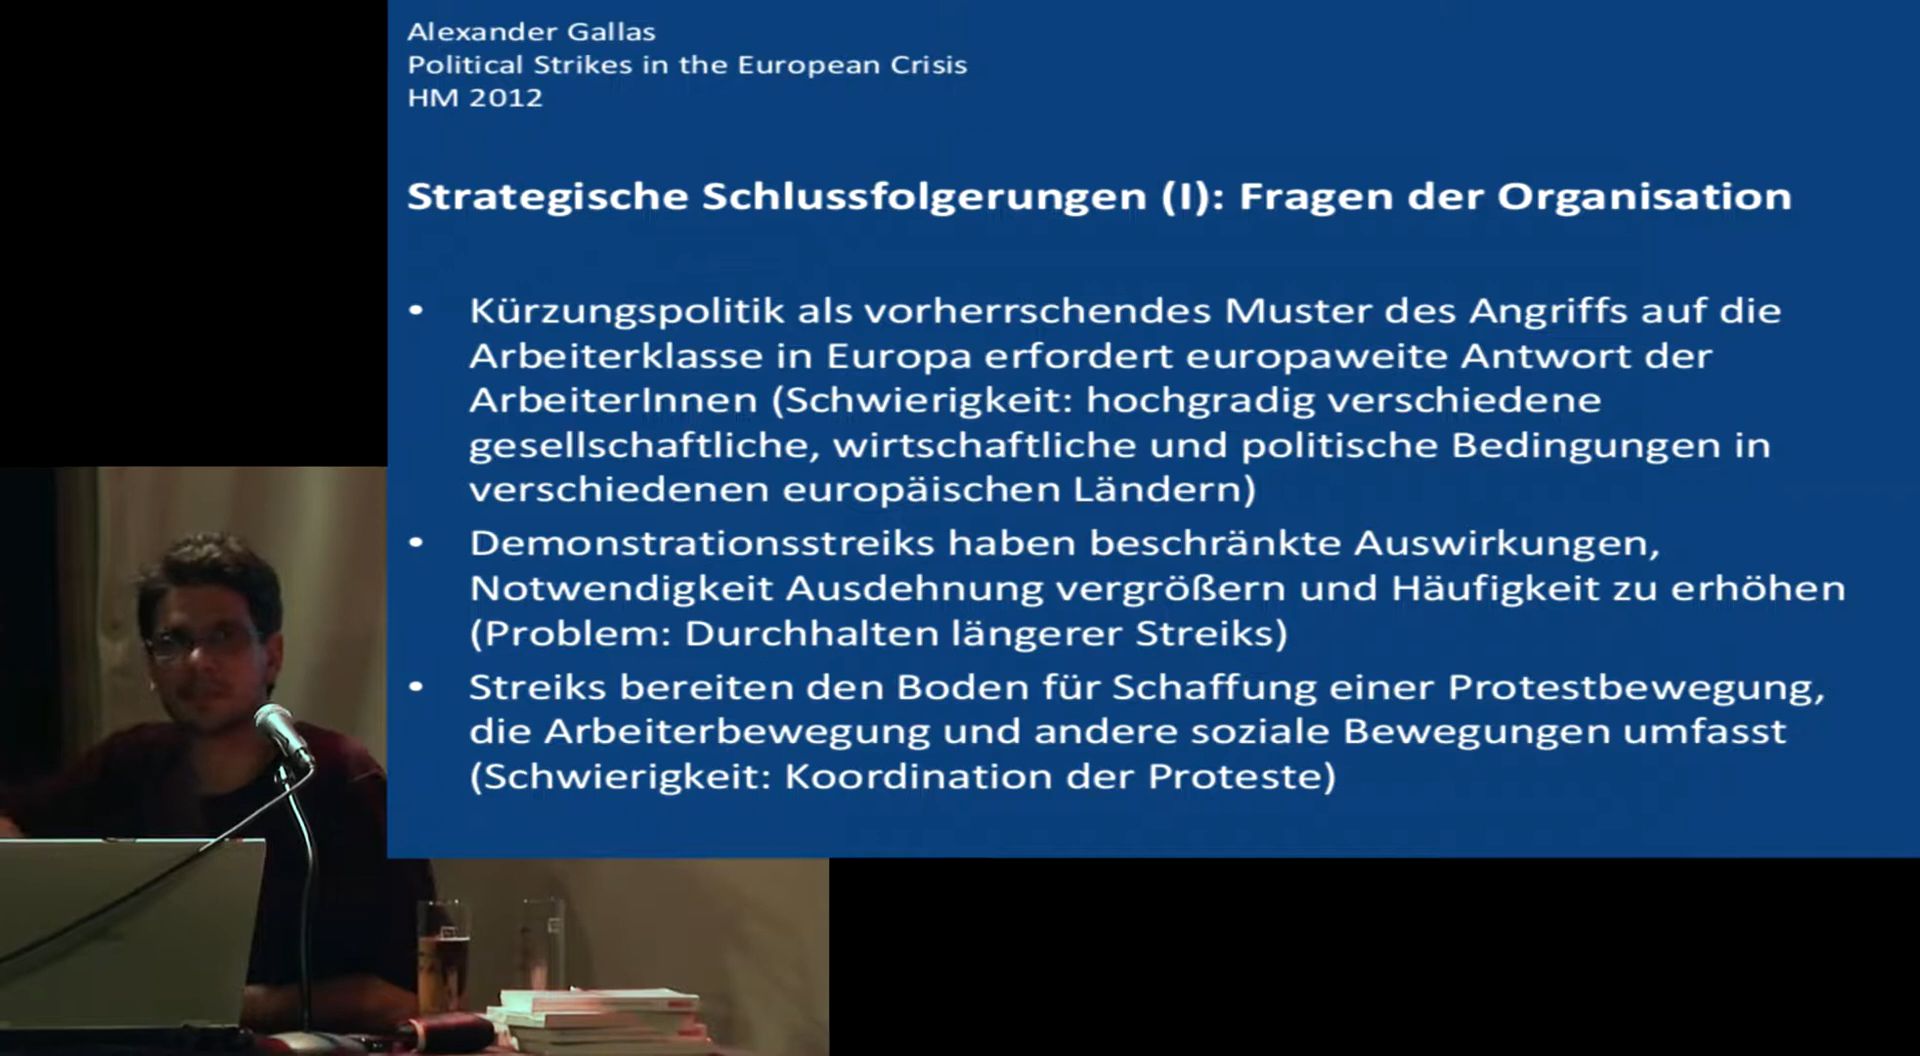 Alexander Gallas
Political Strikes in the European Crisis
HM 2012
Strategische Schlussfolgerungen (I): Fragen der Organisation
• Kürzungspolitik als vorherrschendes Muster des Angriffs auf die
Arbeiterklasse in Europa erfordert europaweite Antwort der
ArbeiterInnen (Schwierigkeit: hochgradig verschiedene
gesellschaftliche, wirtschaftliche und politische Bedingungen in
verschiedenen europäischen Ländern)
• Demonstrationsstreiks haben beschränkte Auswirkungen,
Notwendigkeit Ausdehnung vergrößern und Häufigkeit zu erhöhen
(Problem: Durchhalten längerer Streiks)
• Streiks bereiten den Boden für Schaffung einer Protestbewegung,
die Arbeiterbewegung und andere soziale Bewegungen umfasst
(Schwierigkeit: Koordination der Proteste)